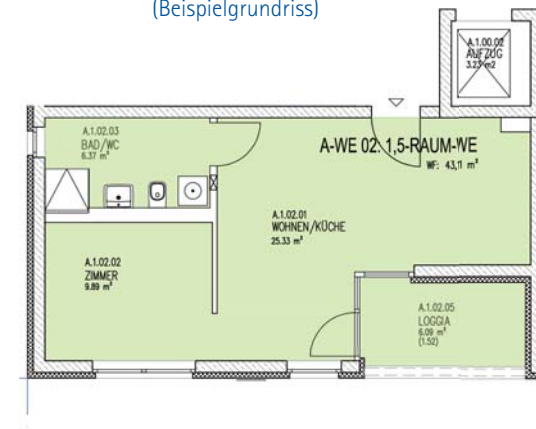 (Beispielgrundriss)
A.1.00.02
AUFZUG
3.23 m2
A.1.02.03
BAD/WC
6.37 m²
A-WE 02: 1,5-RAUM-WE
WF: 43,11 m²
A.1.02.01
WOHNEN/KÜCHE
25.33 m²
A.1.02.02
ZIMMER
9.89 m²
A.1.02.05
LOGGIA
6.09 m²
(1.52)